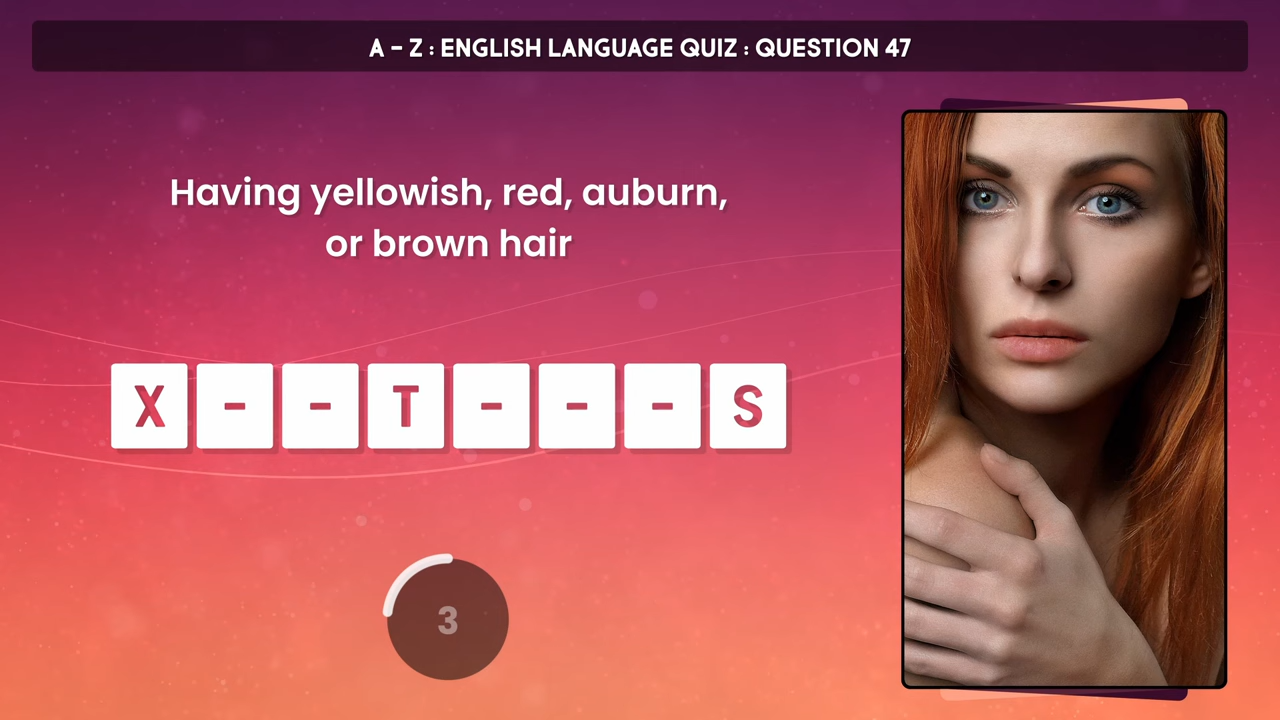 A - Z : ENGLISH LANGUAGE QUIZ : QUESTION 47
Having yellowish, red, auburn,
or brown hair
X - - T - - - S
3